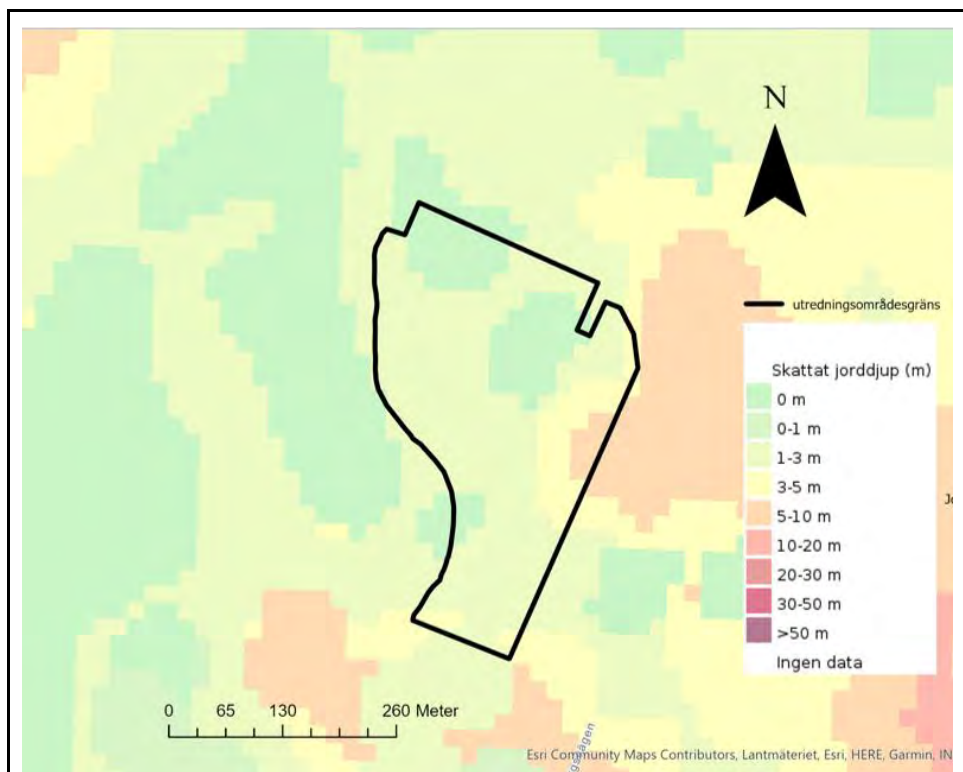 N
utredningsområdesgräns
Skattat jorddjup (m)
0 m
0-1 m
1-3 m
3-5 m
5-10 m
10-20 m
20-30 m
30-50 m
>50 m
Ingen data
0 65 130 260 Meter
Esri Community Maps Contributors, Lantmäteriet, Esri, HERE, Garmin, IN